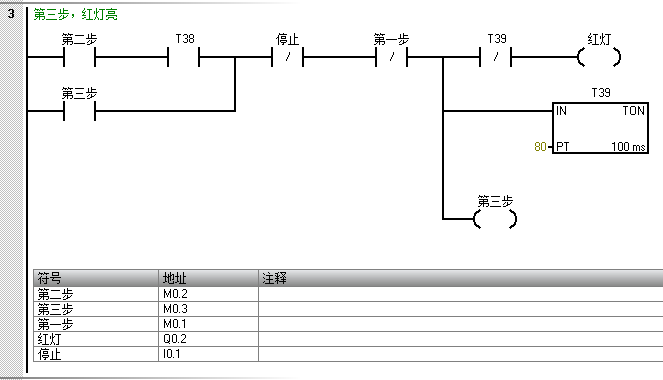 3 第三步，红灯亮
第二步 T38 停止 第一步 T39 红灯
/ / /
第三步 T39
IN TON
80 PT 100 ms
第三步
符号 地址 注释
第二步 M0.2
第三步 M0.3
第一步 M0.1
红灯 Q0.2
停止 I0.1